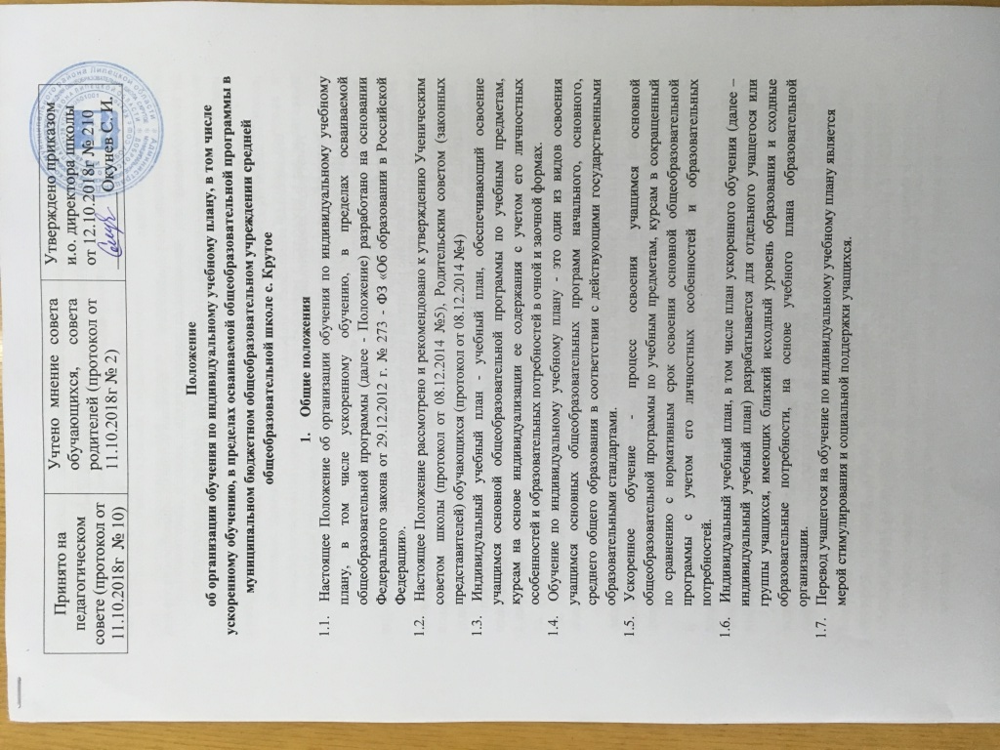 Принято на
педагогическом
совете (протокол от
11.10.2018г № 10)
Учтено мнение совета
обучающихся, совета
родителей (протокол от
11.10.2018г № 2)
Утверждено приказом
и.о. директора школы
от 12.10.2018г № 210
Окунев С. И.
Положение
об организации обучения по индивидуальному учебному плану, в том числе
ускоренному обучению, в пределах осваиваемой общеобразовательной программы в
муниципальном бюджетном общеобразовательном учреждении средней
общеобразовательной школе с. Крутое
1. Общие положения
1.1. Настоящее Положение об организации обучения по индивидуальному учебному
плану, в том числе ускоренному обучению, в пределах осваиваемой
общеобразовательной программы (далее - Положение) разработано на основании
Федерального закона от 29.12.2012 г. № 273 - ФЗ «Об образовании в Российской
Федерации».
1.2. Настоящее Положение рассмотрено и рекомендовано к утверждению Ученическим
советом школы (протокол от 08.12.2014 №5), Родительским советом (законных
представителей) обучающихся (протокол от 08.12.2014 №4)
1.3. Индивидуальный учебный план - учебный план, обеспечивающий освоение
учащимся основной общеобразовательной программы по учебным предметам,
курсам на основе индивидуализации ее содержания с учетом его личностных
особенностей и образовательных потребностей в очной и заочной формах.
1.4. Обучение по индивидуальному учебному плану - это один из видов освоения
учащимся основных общеобразовательных программ начального, основного,
среднего общего образования в соответствии с действующими государственными
образовательными стандартами.
1.5. Ускоренное обучение - процесс освоения учащимся основной
общеобразовательной программы по учебным предметам, курсам в сокращенный
по сравнению с нормативным срок освоения основной общеобразовательной
программы с учетом его личностных особенностей и образовательных
потребностей.
1.6. Индивидуальный учебный план, в том числе план ускоренного обучения (далее –
индивидуальный учебный план) разрабатывается для отдельного учащегося или
группы учащихся, имеющих близкий исходный уровень образования и сходные
образовательные потребности, на основе учебного плана образовательной
организации.
1.7. Перевод учащегося на обучение по индивидуальному учебному плану является
мерой стимулирования и социальной поддержки учащихся.